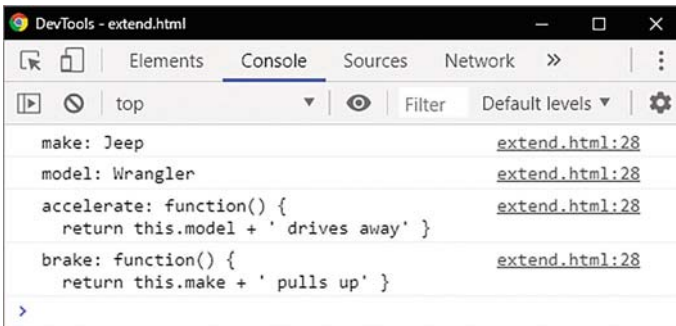 DevTools - extend.html
Elements Console Sources Network »
top Filter Default levels
make: Jeep extend.html:28
model: Wrangler extend.html:28
accelerate: function() { extend.html:28
return this.model + ' drives away' }
brake: function() { extend.html:28
return this.make + ' pulls up' }
>